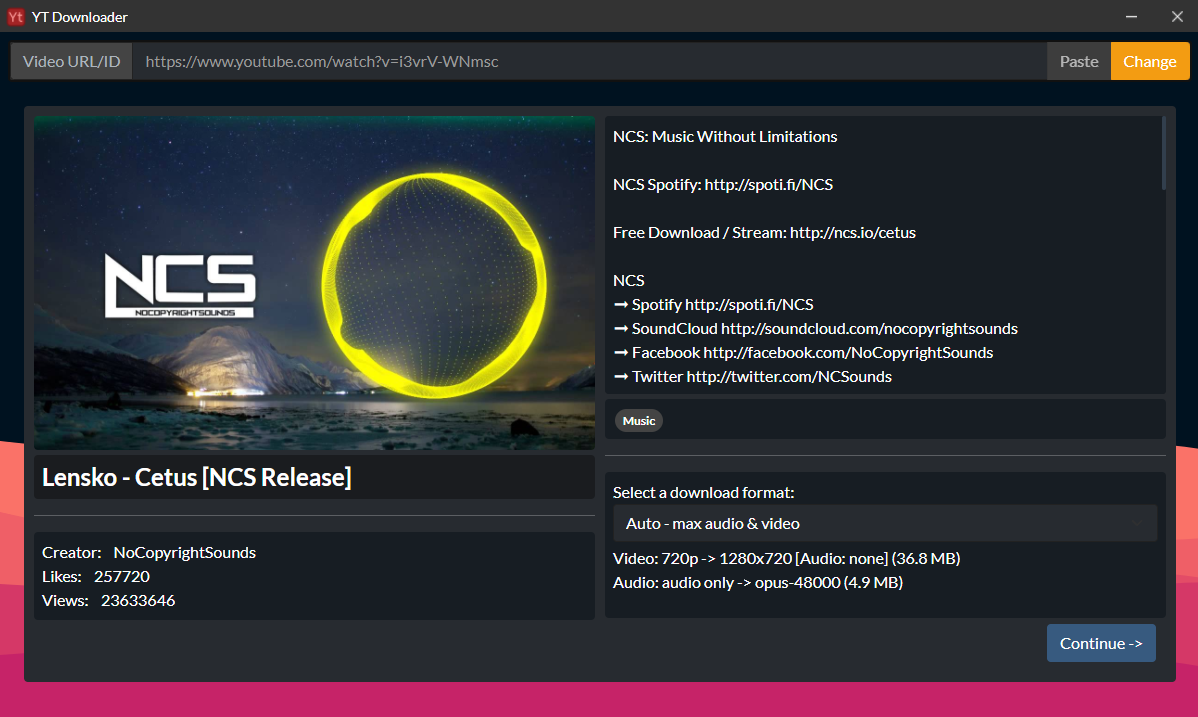 Yt YT Downloader
Video URL/ID https://www.youtube.com/watch?v=i3vrV-WNmsc Paste Change
NCS
NOCOPYRIGHTSOUNDS
Lensko - Cetus [NCS Release]
Creator: NoCopyrightSounds
Likes: 257720
Views: 23633646
NCS: Music Without Limitations
NCS Spotify: http://spoti.fi/NCS
Free Download / Stream: http://ncs.io/cetus
NCS
➞ Spotify http://spoti.fi/NCS
➞ SoundCloud http://soundcloud.com/nocopyrightsounds
➞ Facebook http://facebook.com/NoCopyrightSounds
➞ Twitter http://twitter.com/NCSounds
Music
Select a download format:
Auto - max audio & video
Video: 720p -> 1280x720 [Audio: none] (36.8 MB)
Audio: audio only -> opus-48000 (4.9 MB)
Continue ->